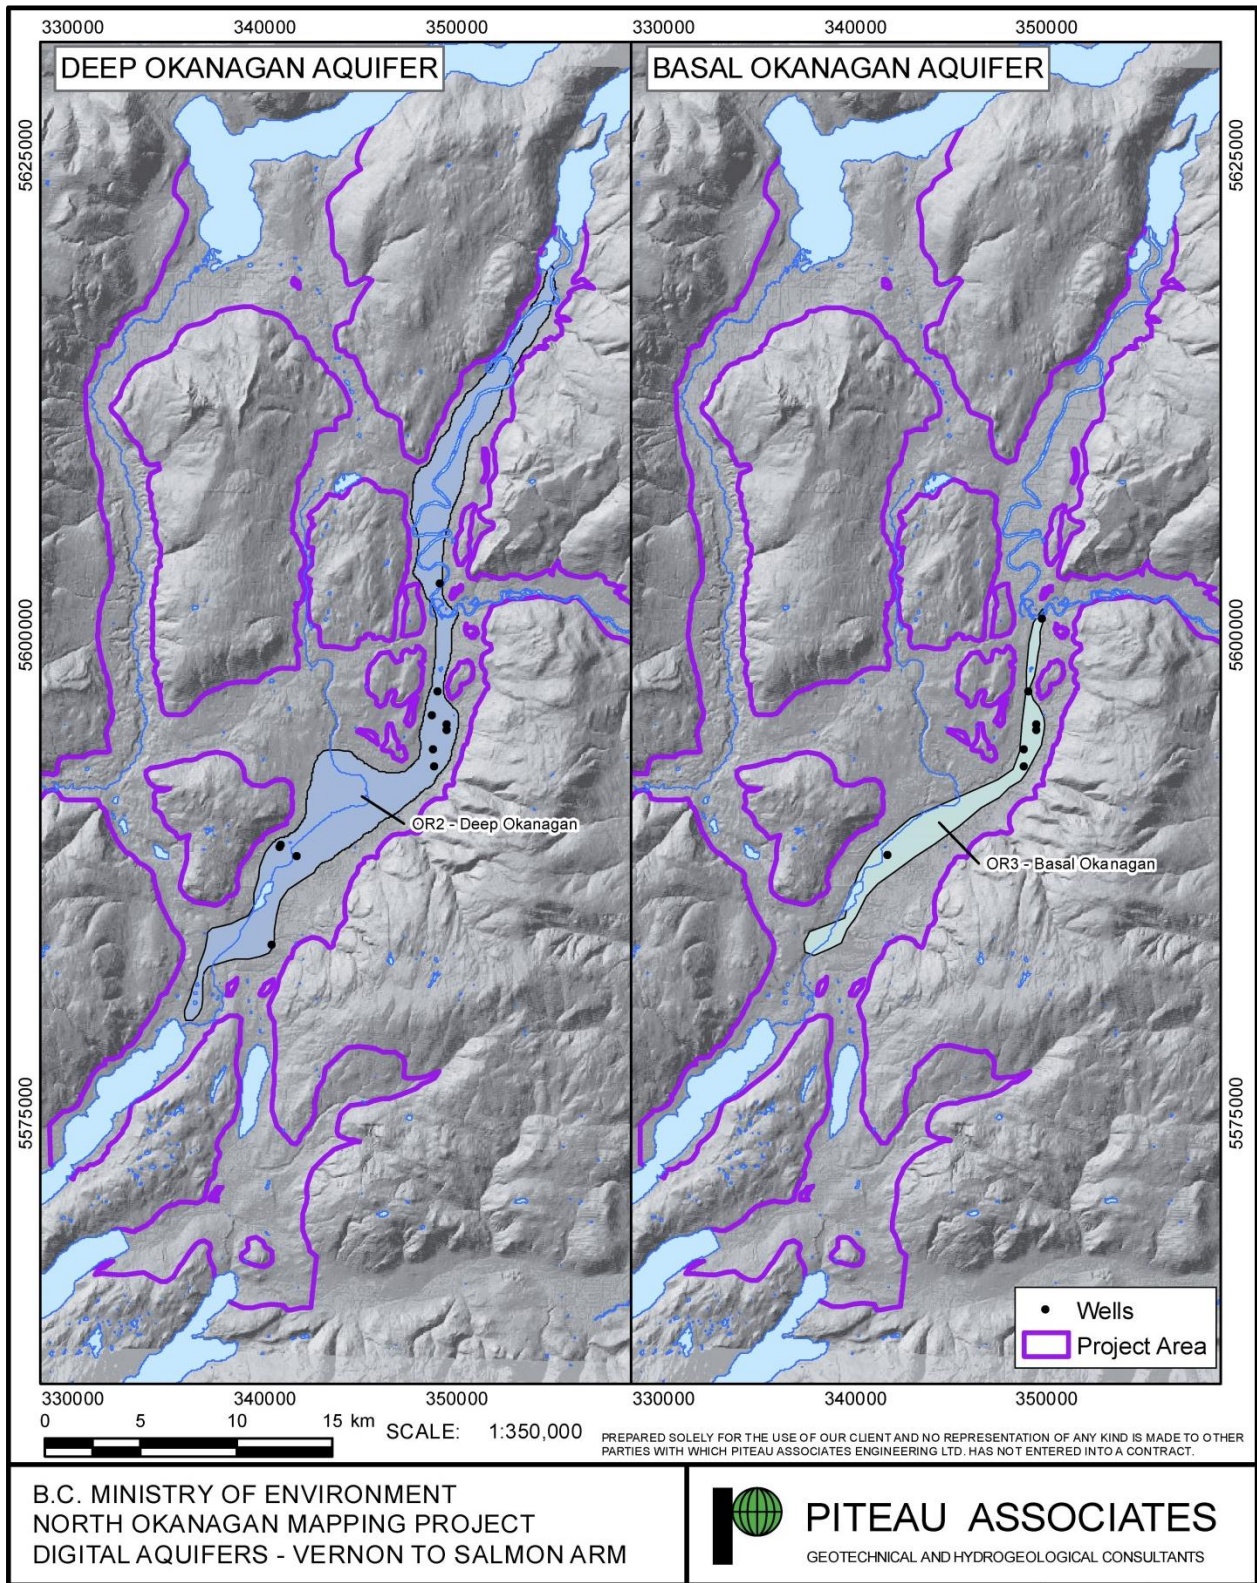 330000 340000 350000 330000 340000 350000
DEEP OKANAGAN AQUIFER
BASAL OKANAGAN AQUIFER
5625000
5625000
5600000
5600000
OR2 - Deep Okanagan
OR3 - Basal Okanagan
5575000
5575000
Wells
Project Area
330000 340000 350000 330000 340000 350000
0 5 10 15 km
SCALE: 1:350,000
PREPARED SOLELY FOR THE USE OF OUR CLIENT AND NO REPRESENTATION OF ANY KIND IS MADE TO OTHER
PARTIES WITH WHICH PITEAU ASSOCIATES ENGINEERING LTD. HAS NOT ENTERED INTO A CONTRACT.
B.C. MINISTRY OF ENVIRONMENT
NORTH OKANAGAN MAPPING PROJECT
DIGITAL AQUIFERS - VERNON TO SALMON ARM
PITEAU ASSOCIATES
GEOTECHNICAL AND HYDROGEOLOGICAL CONSULTANTS